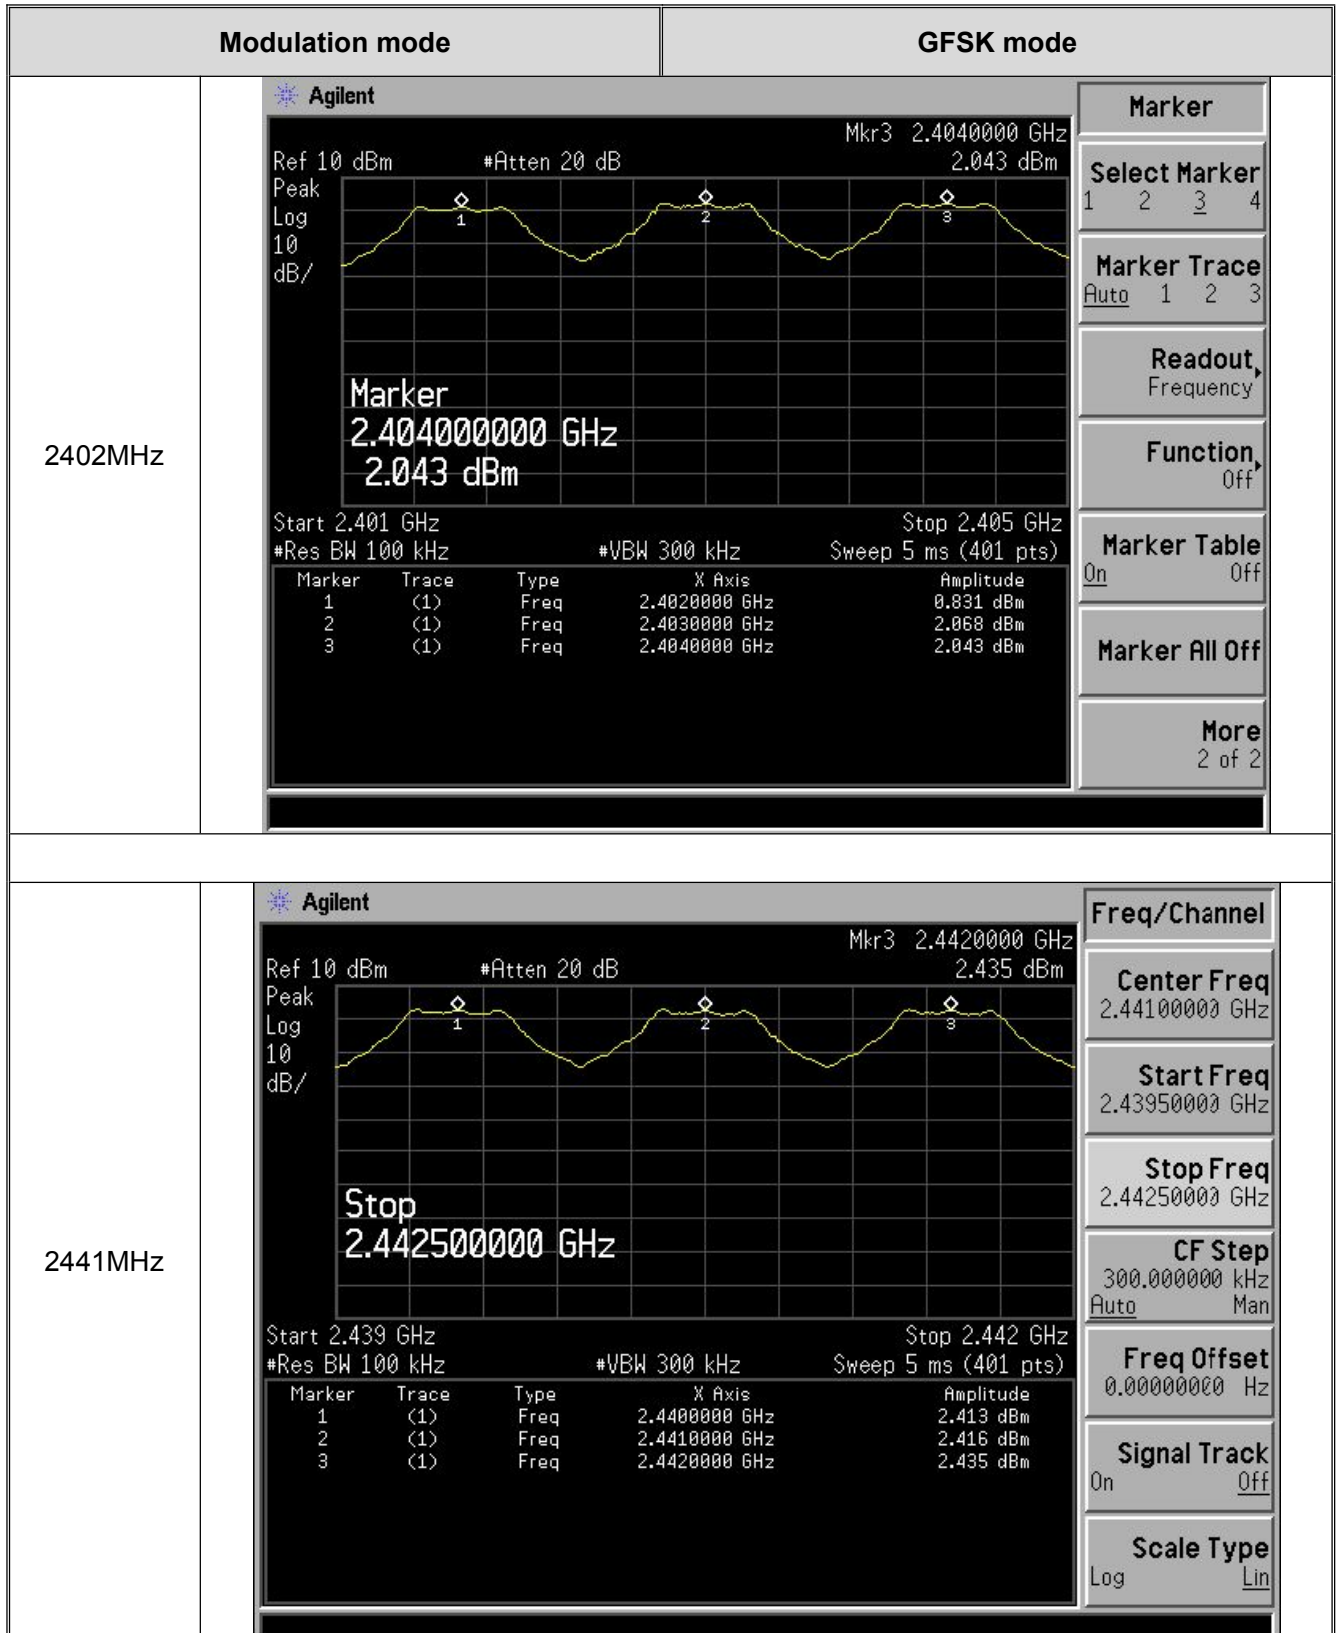 Modulation mode GFSK mode
2402MHz
Agilent
Mkr3 2.4040000 GHz
Ref 10 dBm #Atten 20 dB 2.043 dBm
Peak
Log
10
dB/
1 2 3
Marker
2.404000000 GHz
2.043 dBm
Start 2.401 GHz Stop 2.405 GHz
#Res BW 100 kHz #VBW 300 kHz Sweep 5 ms (401 pts)
Marker Trace Type X Axis Amplitude
1 (1) Freq 2.4020000 GHz 0.831 dBm
2 (1) Freq 2.4030000 GHz 2.068 dBm
3 (1) Freq 2.4040000 GHz 2.043 dBm
Marker
Select Marker
1 2 3 4
Marker Trace
Auto 1 2 3
Readout
Frequency
Function
Off
Marker Table
On Off
Marker All Off
More
2 of 2
2441MHz
Agilent
Mkr3 2.4420000 GHz
Ref 10 dBm #Atten 20 dB 2.435 dBm
Peak
Log
10
dB/
1 2 3
Stop
2.442500000 GHz
Start 2.439 GHz Stop 2.442 GHz
#Res BW 100 kHz #VBW 300 kHz Sweep 5 ms (401 pts)
Marker Trace Type X Axis Amplitude
1 (1) Freq 2.4400000 GHz 2.413 dBm
2 (1) Freq 2.4410000 GHz 2.416 dBm
3 (1) Freq 2.4420000 GHz 2.435 dBm
Freq/Channel
Center Freq
2.44100000 GHz
Start Freq
2.43950000 GHz
Stop Freq
2.44250000 GHz
CF Step
300.000000 kHz
Auto Man
Freq Offset
0.00000000 Hz
Signal Track
On Off
Scale Type
Log Lin